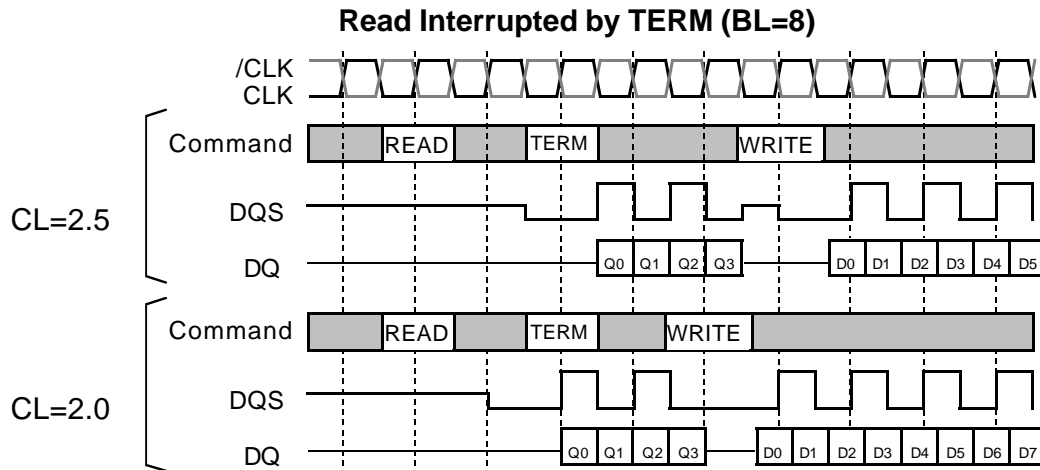 Read Interrupted by TERM (BL=8)
/CLK
CLK
Command READ TERM WRITE
DQS
CL=2.5
DQ Q0 Q1 Q2 Q3 D0 D1 D2 D3 D4 D5
Command READ TERM WRITE
DQS
CL=2.0
DQ Q0 Q1 Q2 Q3 D0 D1 D2 D3 D4 D5 D6 D7